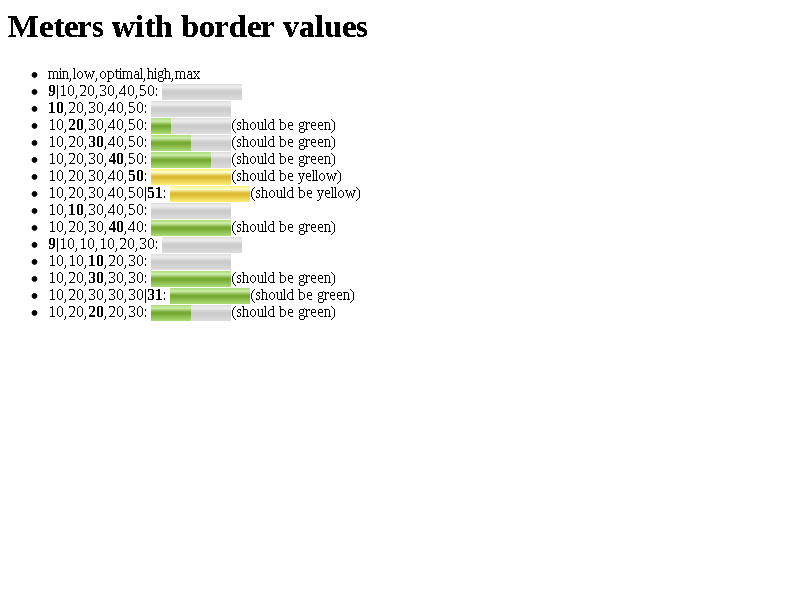 Meters with border values
min,low,optimal,high,max
9|10,20,30,40,50:
10,20,30,40,50:
10,20,30,40,50: (should be green)
10,20,30,40,50: (should be green)
10,20,30,40,50: (should be green)
10,20,30,40,50: (should be yellow)
10,20,30,40,50|51: (should be yellow)
10,10,30,40,50:
10,20,30,40,40: (should be green)
9|10,10,10,20,30:
10,10,10,20,30:
10,20,30,30,30: (should be green)
10,20,30,30,30|31: (should be green)
10,20,20,20,30: (should be green)